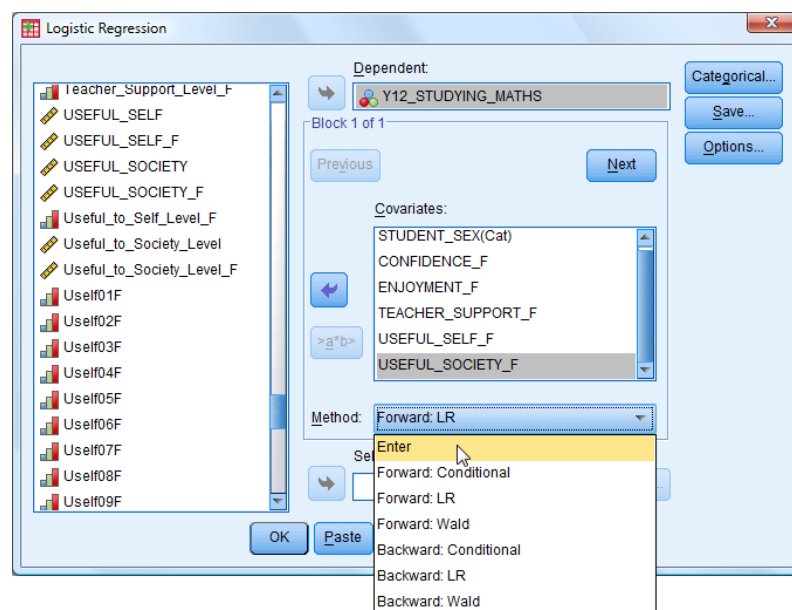 Logistic Regression
Teacher_Support_Level_F
USEFUL_SELF
USEFUL_SELF_F
USEFUL_SOCIETY
USEFUL_SOCIETY_F
Useful_to_Self_Level_F
Useful_to_Society_Level
Useful_to_Society_Level_F
Uself01F
Uself02F
Uself03F
Uself04F
Uself05F
Uself06F
Uself07F
Uself08F
Uself09F
Dependent:
Y12_STUDYING_MATHS
Block 1 of 1
Previous
Next
Covariates:
STUDENT_SEX(Cat)
CONFIDENCE_F
ENJOYMENT_F
TEACHER_SUPPORT_F
USEFUL_SELF_F
USEFUL_SOCIETY_F
>a*b>
Method: Forward: LR
Enter
Forward: Conditional
Forward: LR
Forward: Wald
Backward: Conditional
Backward: LR
Backward: Wald
Categorical...
Save...
Options...
OK
Paste